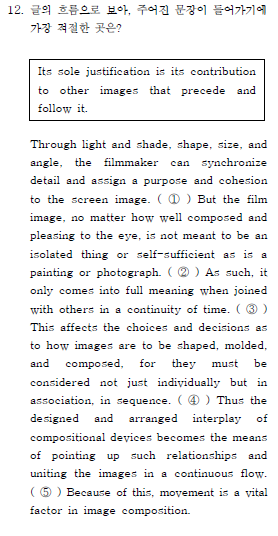 12. 글의 흐름으로 보아, 주어진 문장이 들어가기에
가장 적절한 곳은?
Its sole justification is its contribution
to other images that precede and
follow it.
Through light and shade, shape, size, and
angle, the filmmaker can synchronize
detail and assign a purpose and cohesion
to the screen image. ( ① ) But the film
image, no matter how well composed and
pleasing to the eye, is not meant to be an
isolated thing or self-sufficient as is a
painting or photograph. ( ② ) As such, it
only comes into full meaning when joined
with others in a continuity of time. ( ③ )
This affects the choices and decisions as
to how images are to be shaped, molded,
and composed, for they must be
considered not just individually but in
association, in sequence. ( ④ ) Thus the
designed and arranged interplay of
compositional devices becomes the means
of pointing up such relationships and
uniting the images in a continuous flow.
( ⑤ ) Because of this, movement is a vital
factor in image composition.